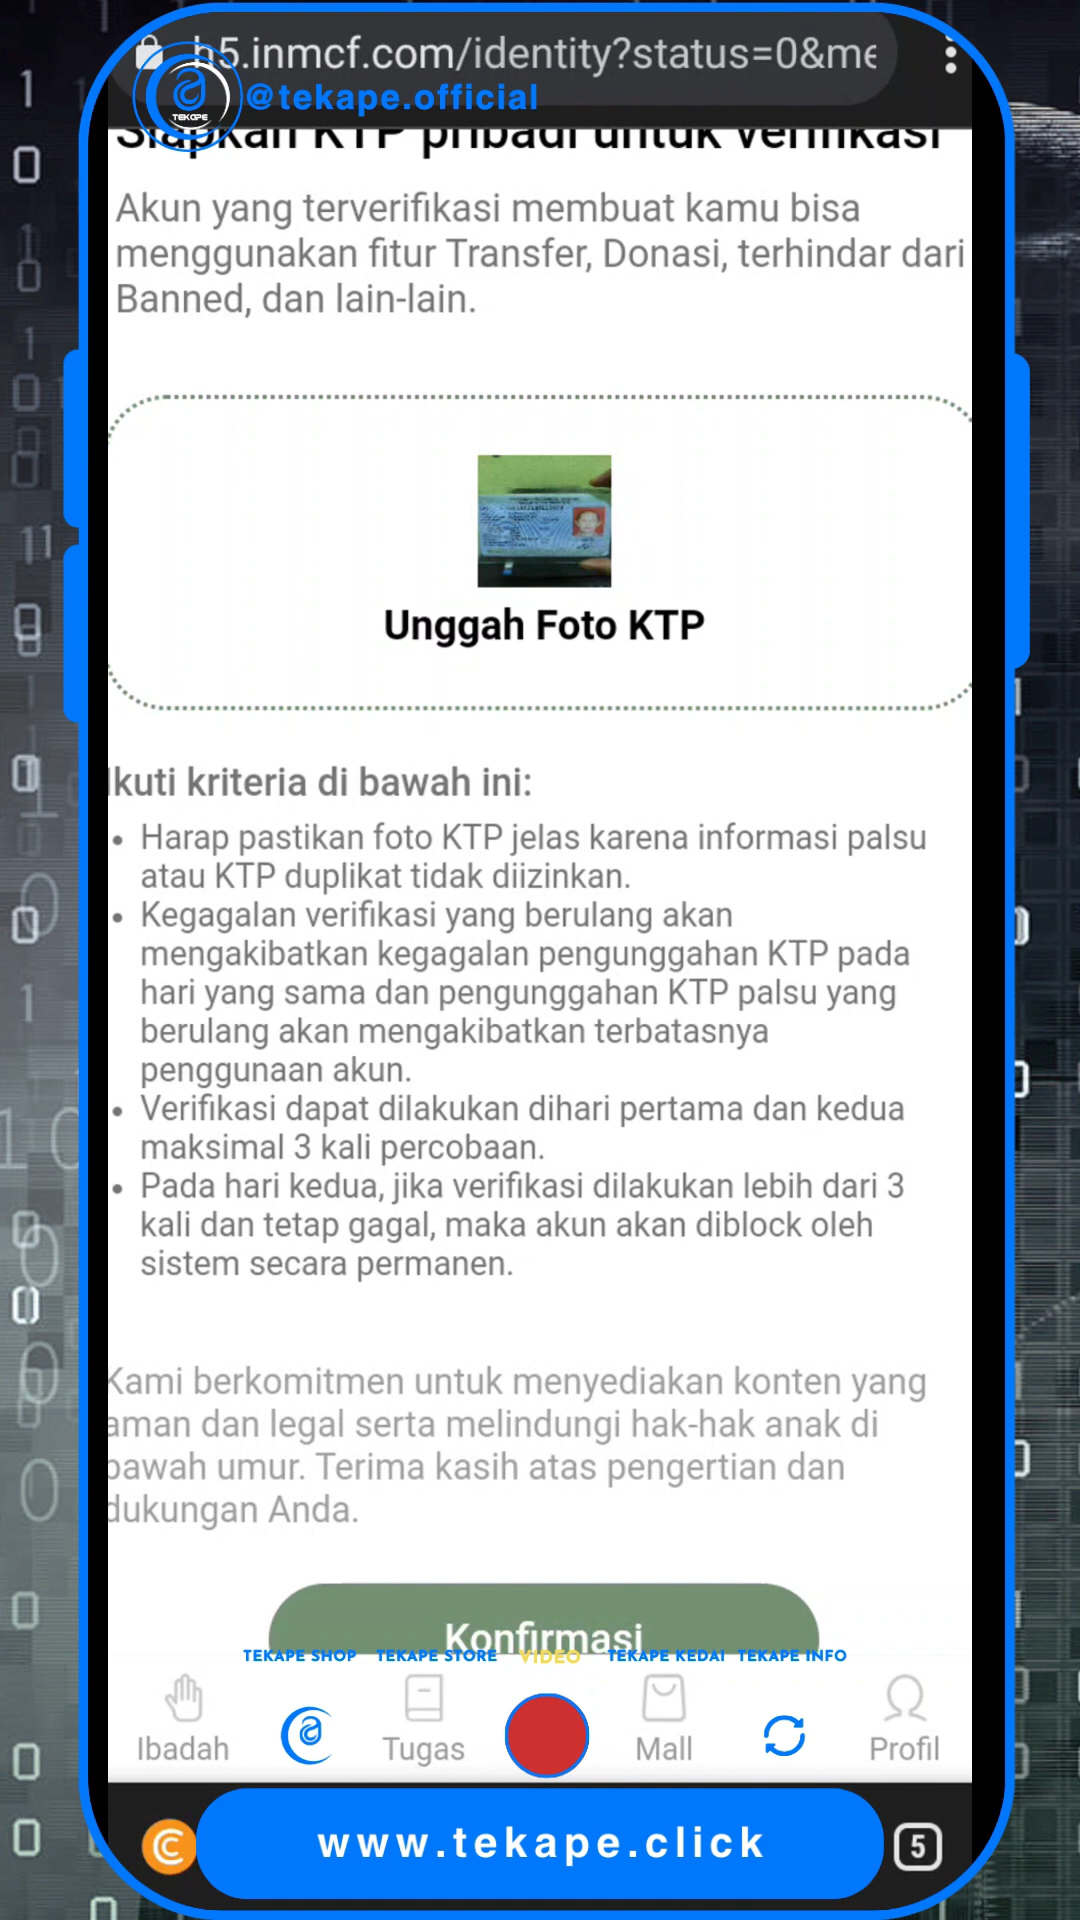 h5.inmcf.com/identity?status=0&me
@tekape.official
TEKAPE
Siapkan KTP pribadi untuk verifikasi
Akun yang terverifikasi membuat kamu bisa
menggunakan fitur Transfer, Donasi, terhindar dari
Banned, dan lain-lain.
Unggah Foto KTP
Ikuti kriteria di bawah ini:
• Harap pastikan foto KTP jelas karena informasi palsu
atau KTP duplikat tidak diizinkan.
• Kegagalan verifikasi yang berulang akan
mengakibatkan kegagalan pengunggahan KTP pada
hari yang sama dan pengunggahan KTP palsu yang
berulang akan mengakibatkan terbatasnya
penggunaan akun.
• Verifikasi dapat dilakukan dihari pertama dan kedua
maksimal 3 kali percobaan.
• Pada hari kedua, jika verifikasi dilakukan lebih dari 3
kali dan tetap gagal, maka akun akan diblock oleh
sistem secara permanen.
Kami berkomitmen untuk menyediakan konten yang
aman dan legal serta melindungi hak-hak anak di
bawah umur. Terima kasih atas pengertian dan
dukungan Anda.
Konfirmasi
TEKAPE SHOP TEKAPE STORE VIDEO TEKAPE KEDAI TEKAPE INFO
Ibadah Tugas Mall Profil
www.tekape.click
5